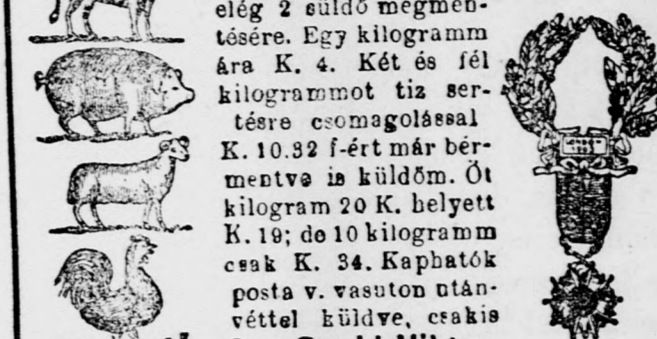 elég 2 süldő megmen-
tésére. Egy kilogramm
ára K. 4. Két és fél
kilogrammot tiz ser-
tésre csomagolással
K. 10.32 f-ért már bér-
mentve is küldöm. Öt
kilogram 20 K. helyett
K. 19; de 10 kilogramm
csak K. 34. Kaphatók
posta v. vasuton után-
véttel küldve, csakis